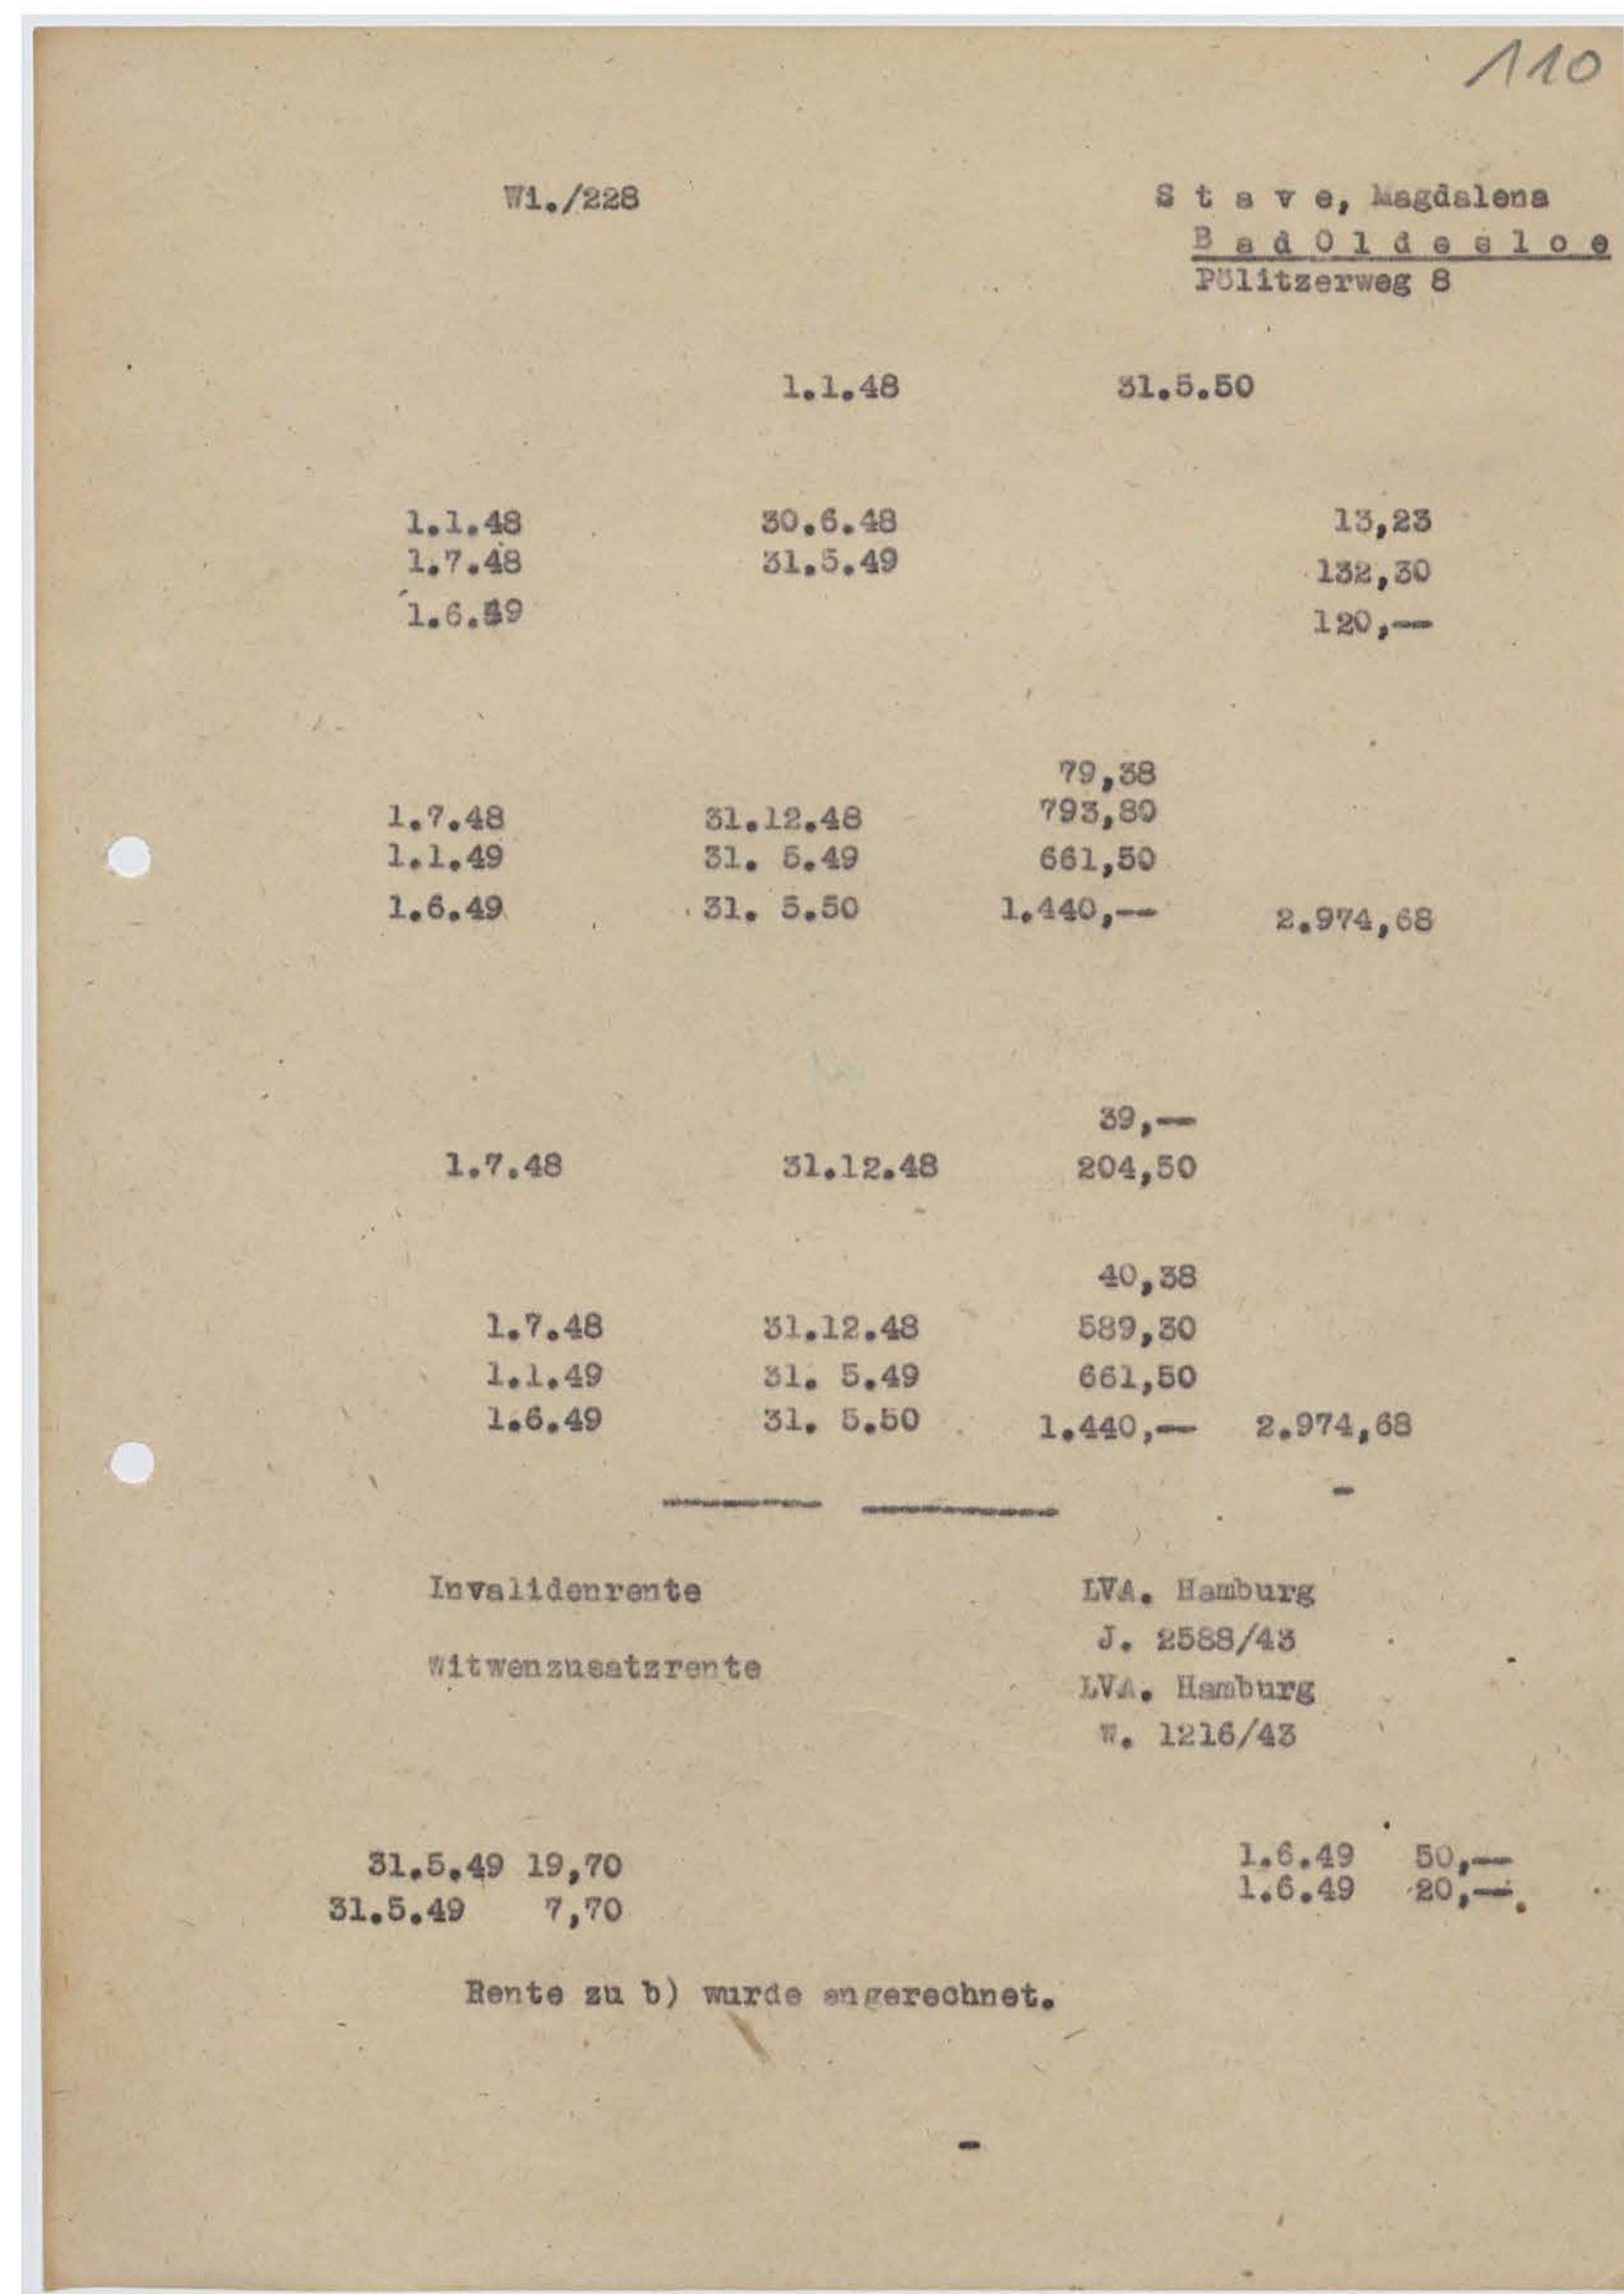 110
Wi./228 S t a v e, Magdalena
B a d O l d e s l o e
Pölitzerweg 8
1.1.48 31.5.50
1.1.48 30.6.48 13,23
1.7.48 31.5.49 132,30
1.6.49 120,--
79,38
1.7.48 31.12.48 793,80
1.1.49 31. 5.49 661,50
1.6.49 31. 5.50 1.440,-- 2.974,68
39,--
1.7.48 31.12.48 204,50
40,38
1.7.48 31.12.48 589,30
1.1.49 31. 5.49 661,50
1.6.49 31. 5.50 1.440,-- 2.974,68
Invalidenrente LVA. Hamburg
J. 2588/43
Witwenzusatzrente
LVA. Hamburg
W. 1216/43
31.5.49 19,70 1.6.49 50,--
31.5.49 7,70 1.6.49 20,--.
Rente zu b) wurde angerechnet.